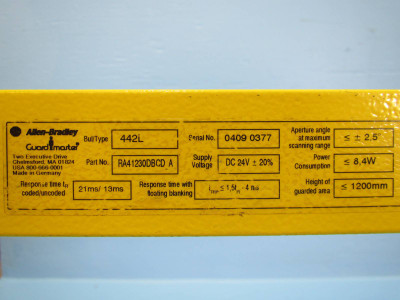 Allen-Bradley
Guardmaster
Two Executive Drive
Chelmsford, MA 01824
USA 800-666-0001
Made in Germany
Bul/Type 442L
Serial No. 0409 0377
Aperture angle at maximum scanning range ≤ ± 2.5
Part No. RA41230DBCD A
Supply Voltage DC 24V ± 20%
Power Consumption ≤ 8,4W
Response time tH coded/uncoded 21ms/ 13ms
Response time with floating blanking
Height of guarded area ≤ 1200mm